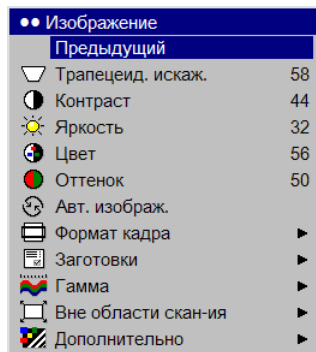 ●● Изображение
Предыдущий
Трапецеид. искаж. 58
Контраст 44
Яркость 32
Цвет 56
Оттенок 50
Авт. изображ.
Формат кадра
Заготовки
Гамма
Вне области скан-ия
Дополнительно